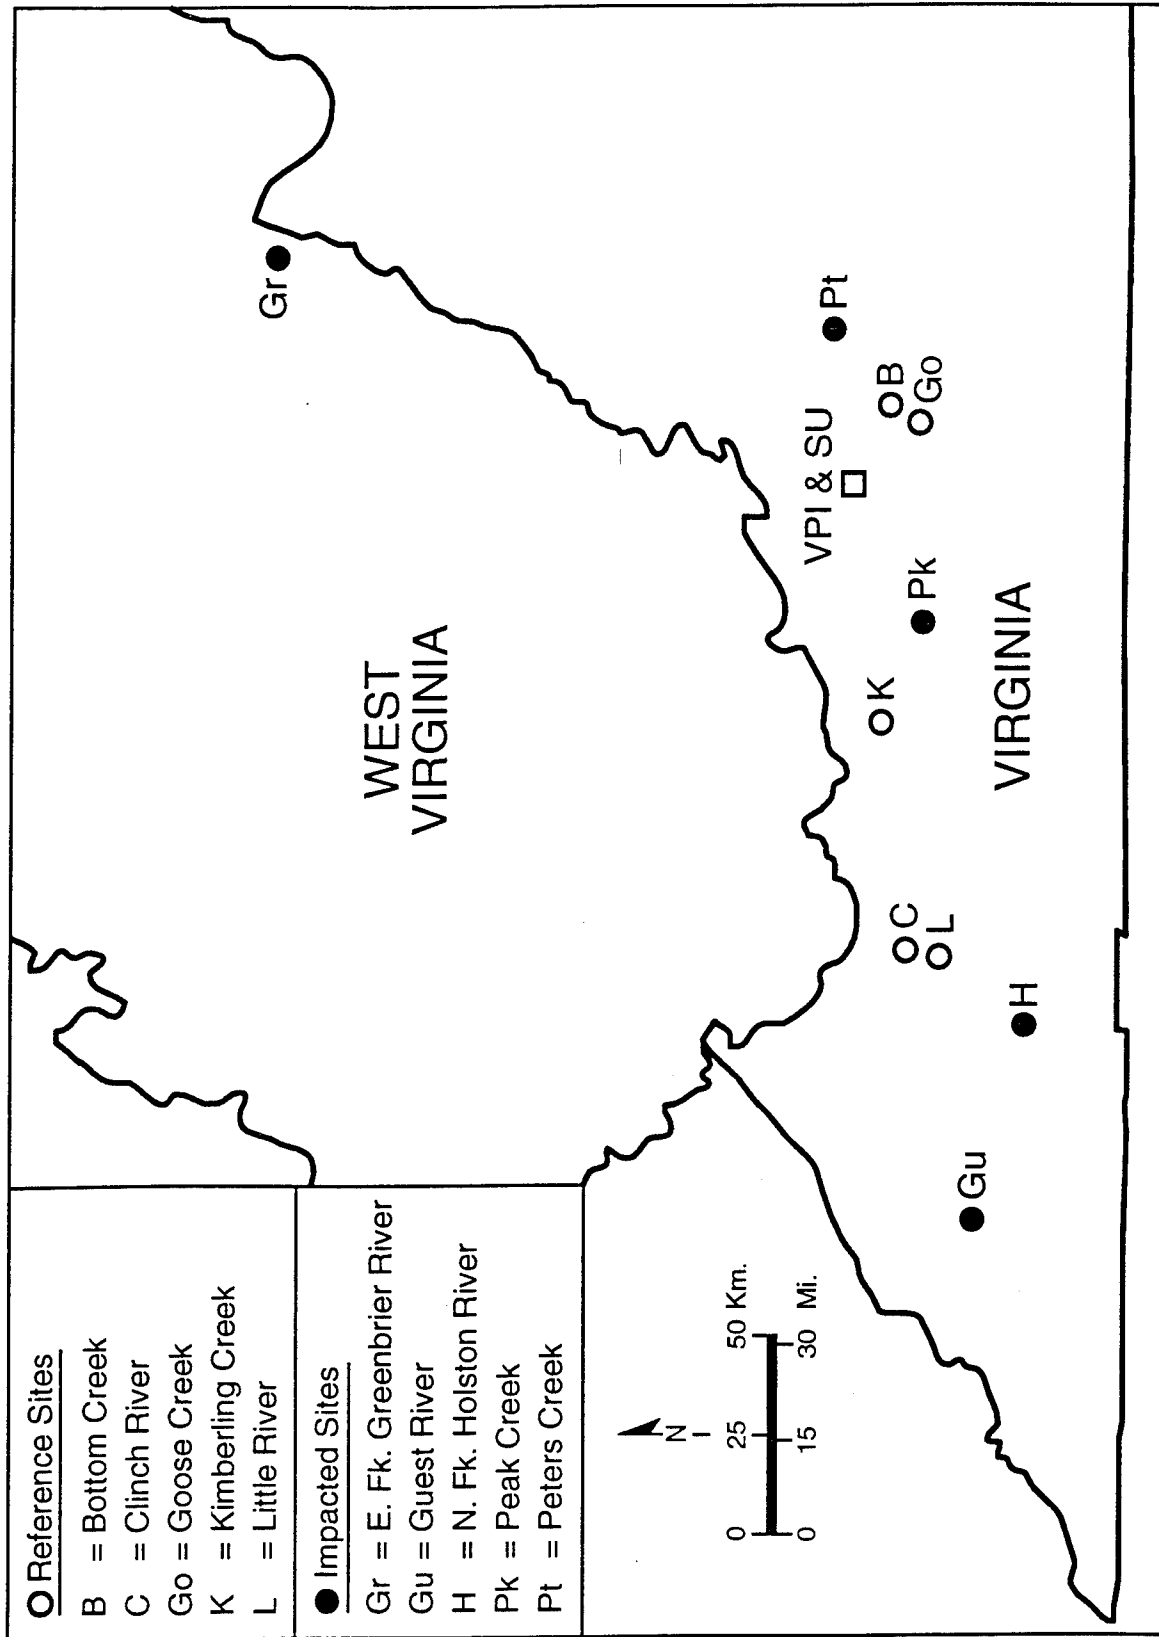 Reference Sites
B = Bottom Creek
C = Clinch River
Go = Goose Creek
K = Kimberling Creek
L = Little River
Impacted Sites
Gr = E. Fk. Greenbrier River
Gu = Guest River
H = N. Fk. Holston River
Pk = Peak Creek
Pt = Peters Creek
Gr
WEST
VIRGINIA
Pt
B
Go
VPI & SU
Pk
K
VIRGINIA
C
L
H
Gu
N
0 25 50 Km.
0 15 30 Mi.